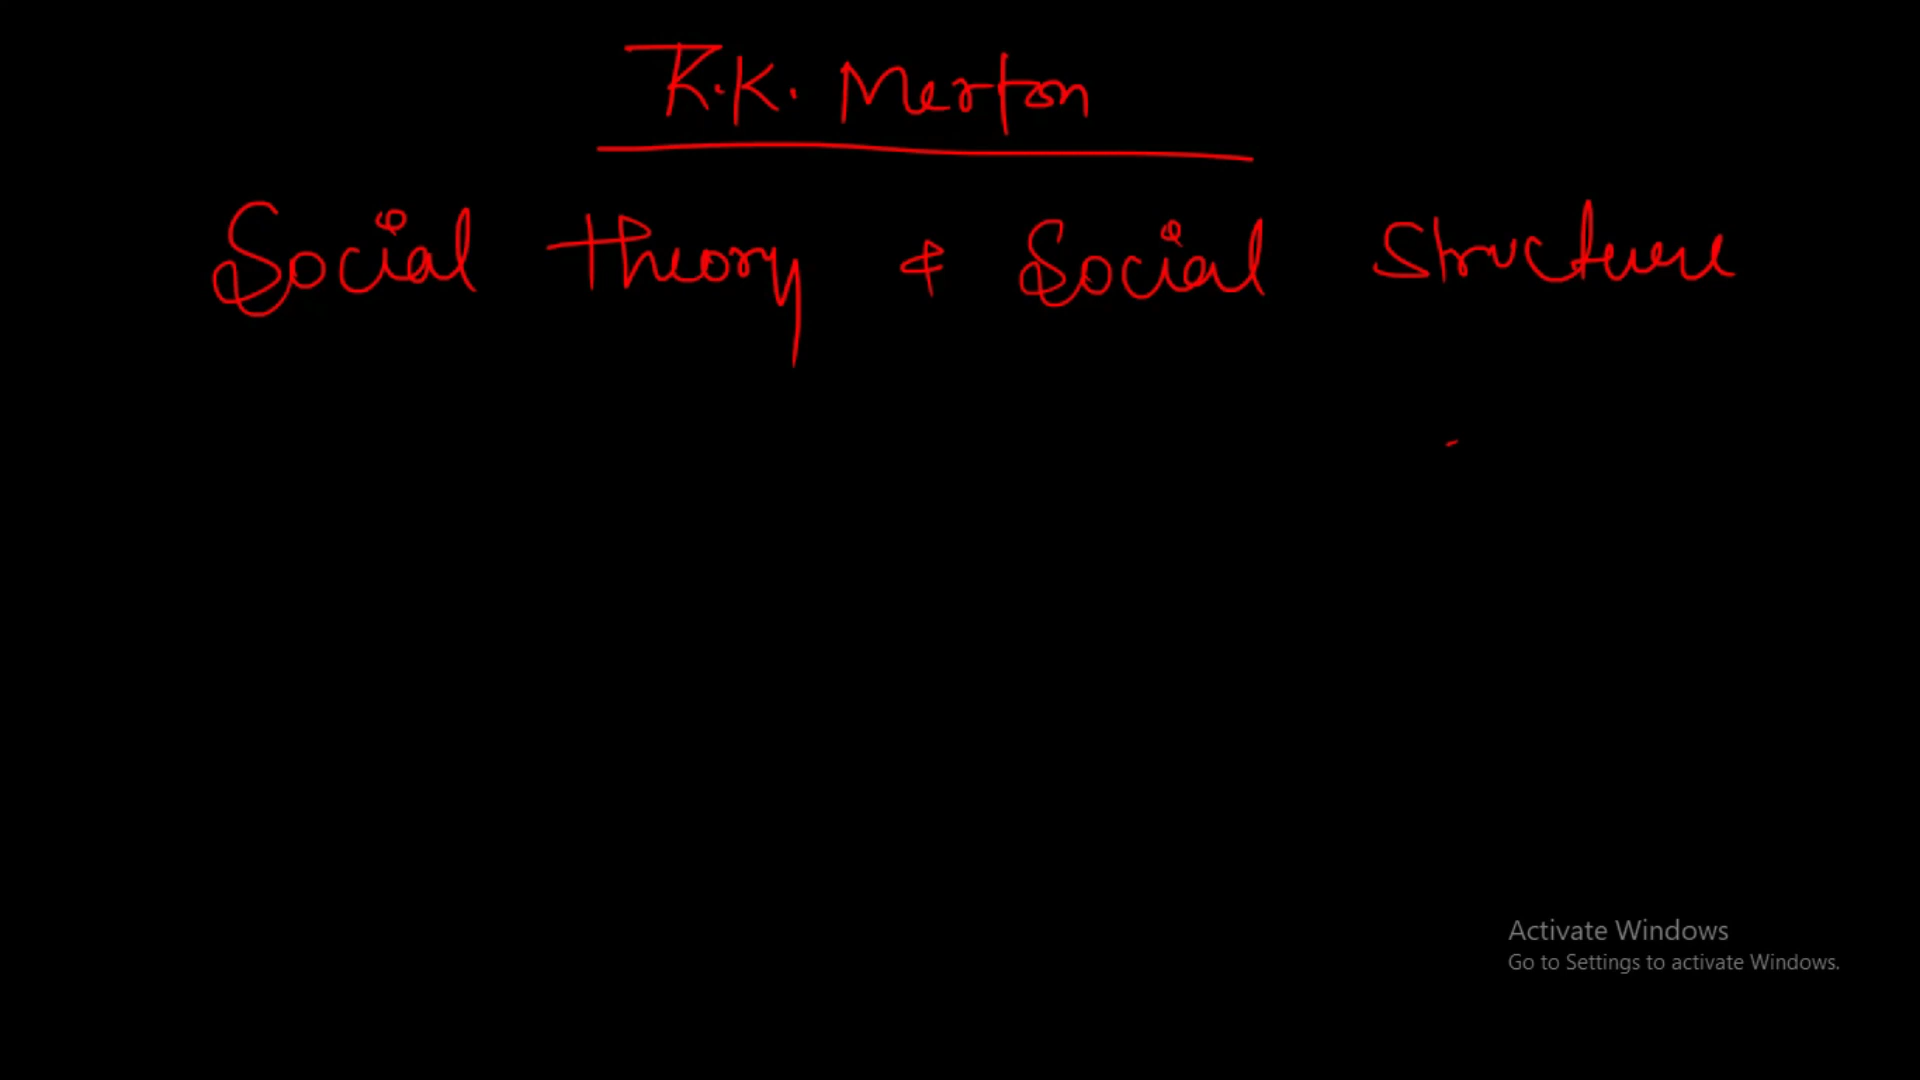 R.K. Merton
Social theory & Social Structure
Activate Windows
Go to Settings to activate Windows.